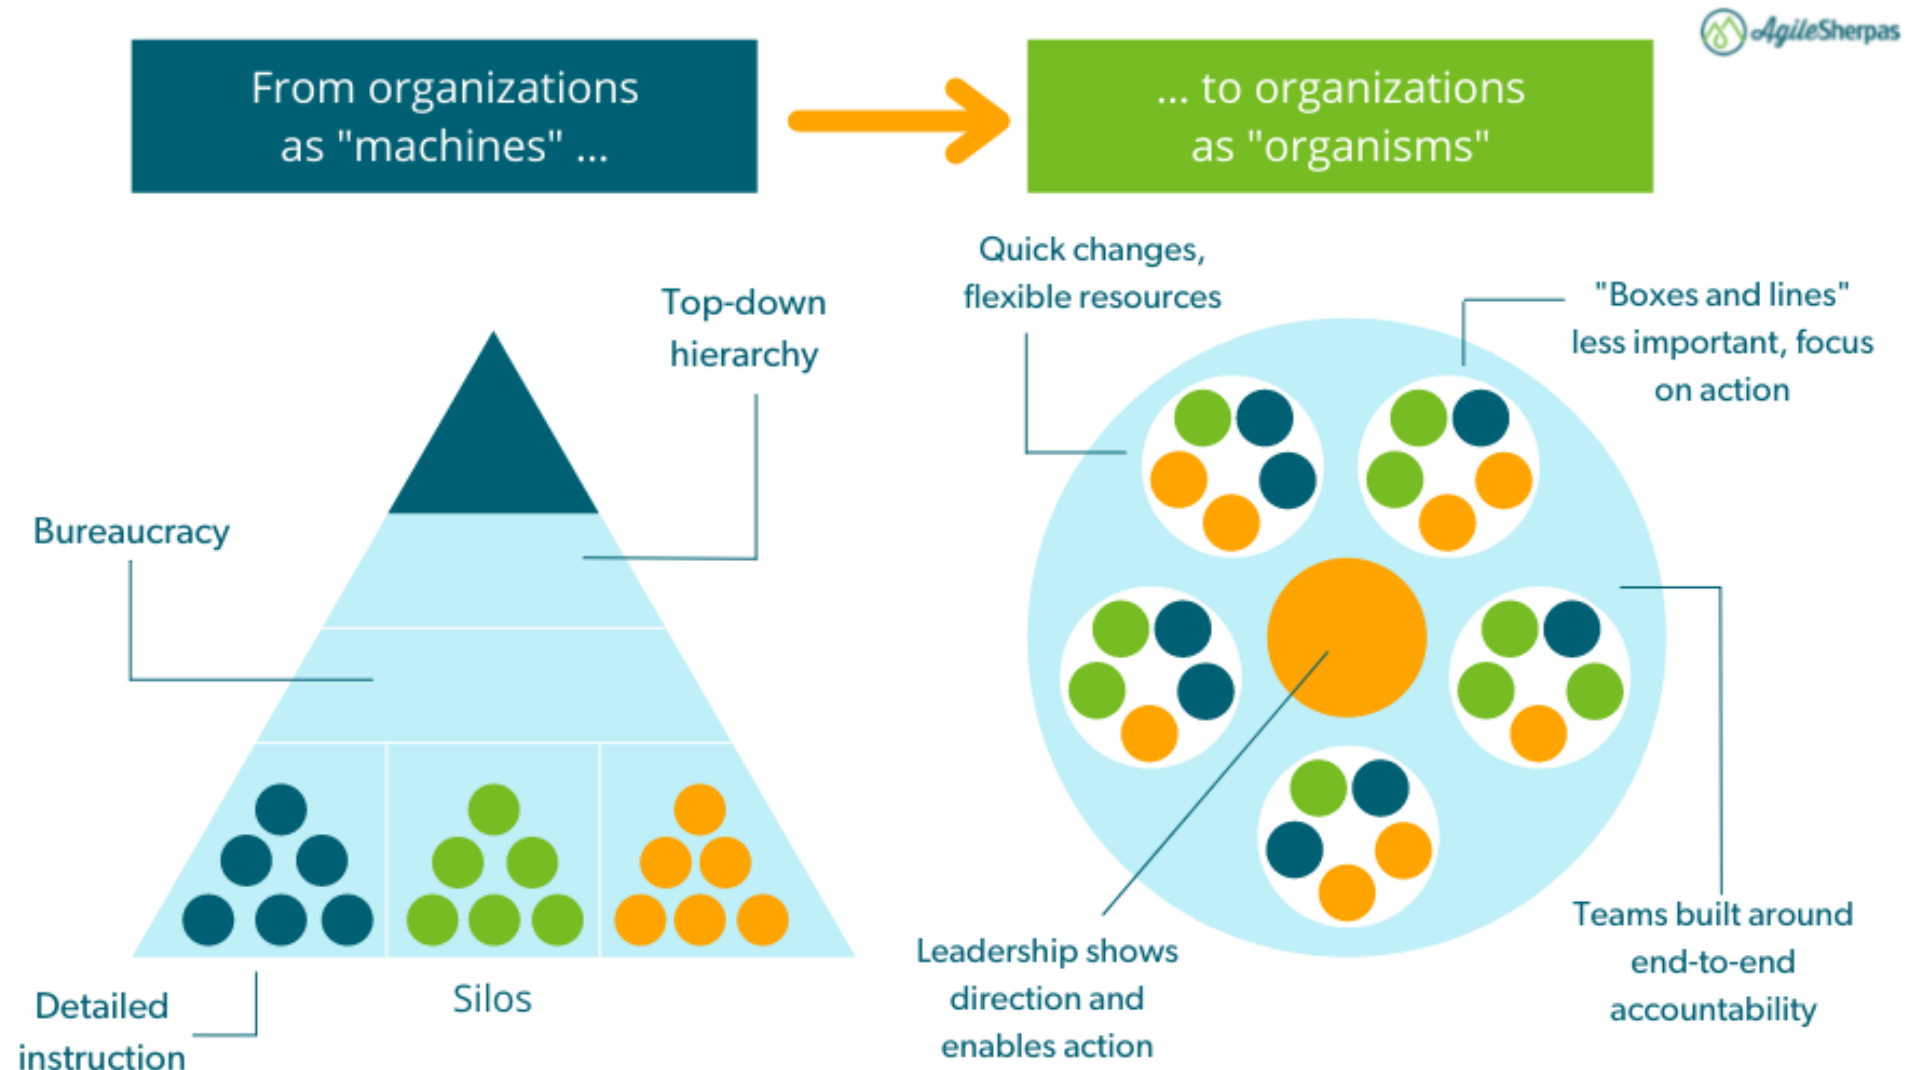 AgileSherpas
From organizations
as "machines" ...
... to organizations
as "organisms"
Top-down
hierarchy
Bureaucracy
Detailed
instruction
Silos
Quick changes,
flexible resources
"Boxes and lines"
less important, focus
on action
Leadership shows
direction and
enables action
Teams built around
end-to-end
accountability